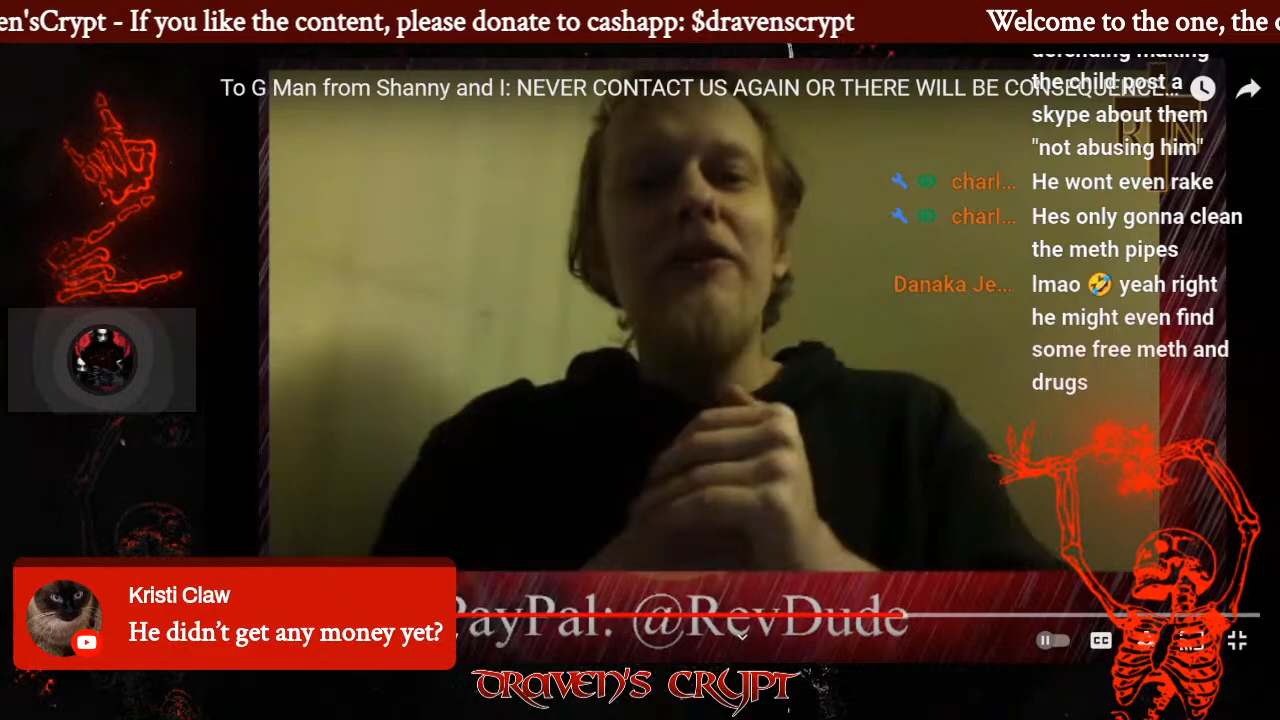 en'sCrypt - If you like the content, please donate to cashapp: $dravenscrypt
Welcome to the one, the
To G Man from Shanny and I: NEVER CONTACT US AGAIN OR THERE WILL BE CONSEQUENCE...
defending making
the child post a
skype about them
"not abusing him"
charl... He wont even rake
charl... Hes only gonna clean
the meth pipes
Danaka Je... lmao 🤣 yeah right
he might even find
some free meth and
drugs
Kristi Claw
He didn’t get any money yet?
PayPal: @RevDude
CC
DRAVEN'S CRYPT